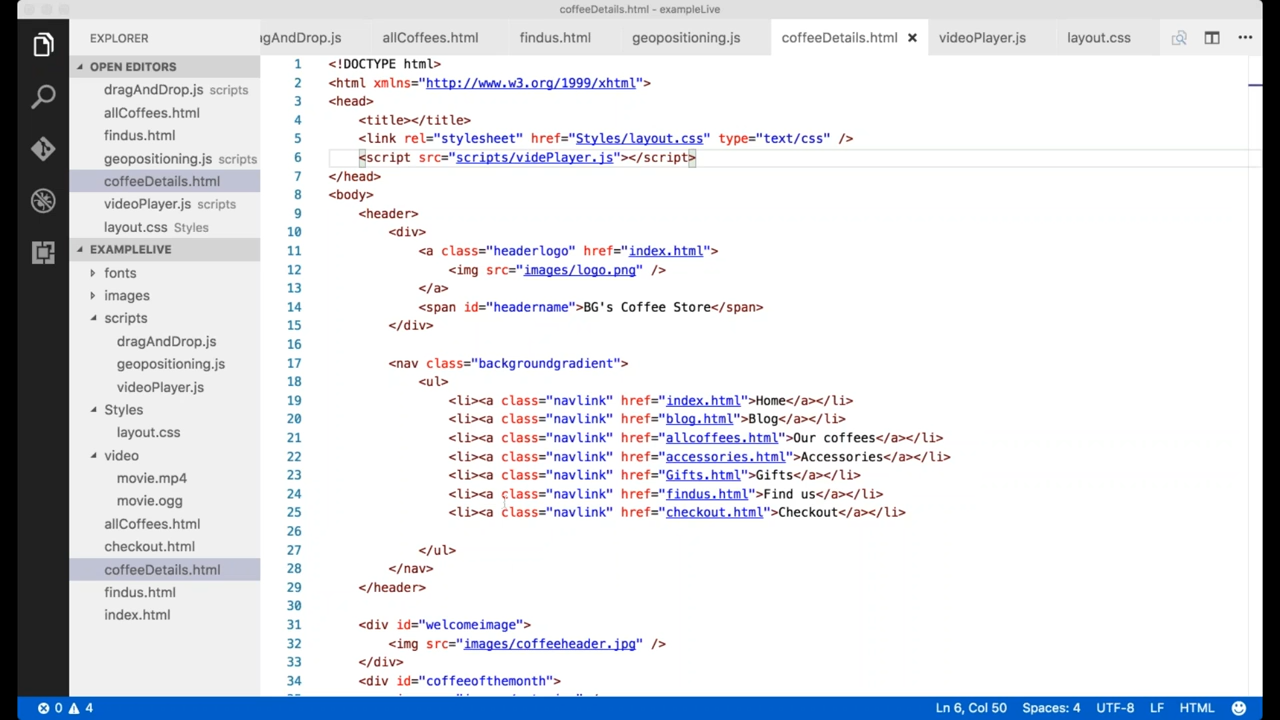 coffeeDetails.html - exampleLive
EXPLORER
OPEN EDITORS
dragAndDrop.js scripts
allCoffees.html
findus.html
geopositioning.js scripts
coffeeDetails.html
videoPlayer.js scripts
layout.css Styles
EXAMPLELIVE
fonts
images
scripts
dragAndDrop.js
geopositioning.js
videoPlayer.js
Styles
layout.css
video
movie.mp4
movie.ogg
allCoffees.html
checkout.html
coffeeDetails.html
findus.html
index.html
agAndDrop.js allCoffees.html findus.html geopositioning.js coffeeDetails.html videoPlayer.js layout.css
1 <!DOCTYPE html>
2 <html xmlns="http://www.w3.org/1999/xhtml">
3 <head>
4 <title></title>
5 <link rel="stylesheet" href="Styles/layout.css" type="text/css" />
6 <script src="scripts/videPlayer.js"></script>
7 </head>
8 <body>
9 <header>
10 <div>
11 <a class="headerlogo" href="index.html">
12 <img src="images/logo.png" />
13 </a>
14 <span id="headername">BG's Coffee Store</span>
15 </div>
16
17 <nav class="backgroundgradient">
18 <ul>
19 <li><a class="navlink" href="index.html">Home</a></li>
20 <li><a class="navlink" href="blog.html">Blog</a></li>
21 <li><a class="navlink" href="allcoffees.html">Our coffees</a></li>
22 <li><a class="navlink" href="accessories.html">Accessories</a></li>
23 <li><a class="navlink" href="Gifts.html">Gifts</a></li>
24 <li><a class="navlink" href="findus.html">Find us</a></li>
25 <li><a class="navlink" href="checkout.html">Checkout</a></li>
26
27 </ul>
28 </nav>
29 </header>
30
31 <div id="welcomeimage">
32 <img src="images/coffeeheader.jpg" />
33 </div>
34 <div id="coffeeofthemonth">
0 4 Ln 6, Col 50 Spaces: 4 UTF-8 LF HTML